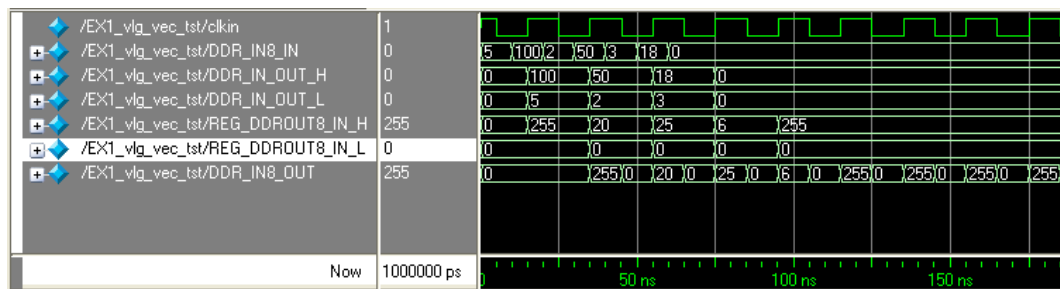 /EX1_vlg_vec_tst/clkin 1
/EX1_vlg_vec_tst/DDR_IN8_IN 0 5 100 2 50 3 18 0
/EX1_vlg_vec_tst/DDR_IN_OUT_H 0 0 100 50 18 0
/EX1_vlg_vec_tst/DDR_IN_OUT_L 0 0 5 2 3 0
/EX1_vlg_vec_tst/REG_DDROUT8_IN_H 255 0 255 20 25 6 255
/EX1_vlg_vec_tst/REG_DDROUT8_IN_L 0 0 0 0 0 0
/EX1_vlg_vec_tst/DDR_IN8_OUT 255 0 255 0 20 0 25 0 6 0 255 0 255 0 255 0 255
Now 1000000 ps 0 50 ns 100 ns 150 ns